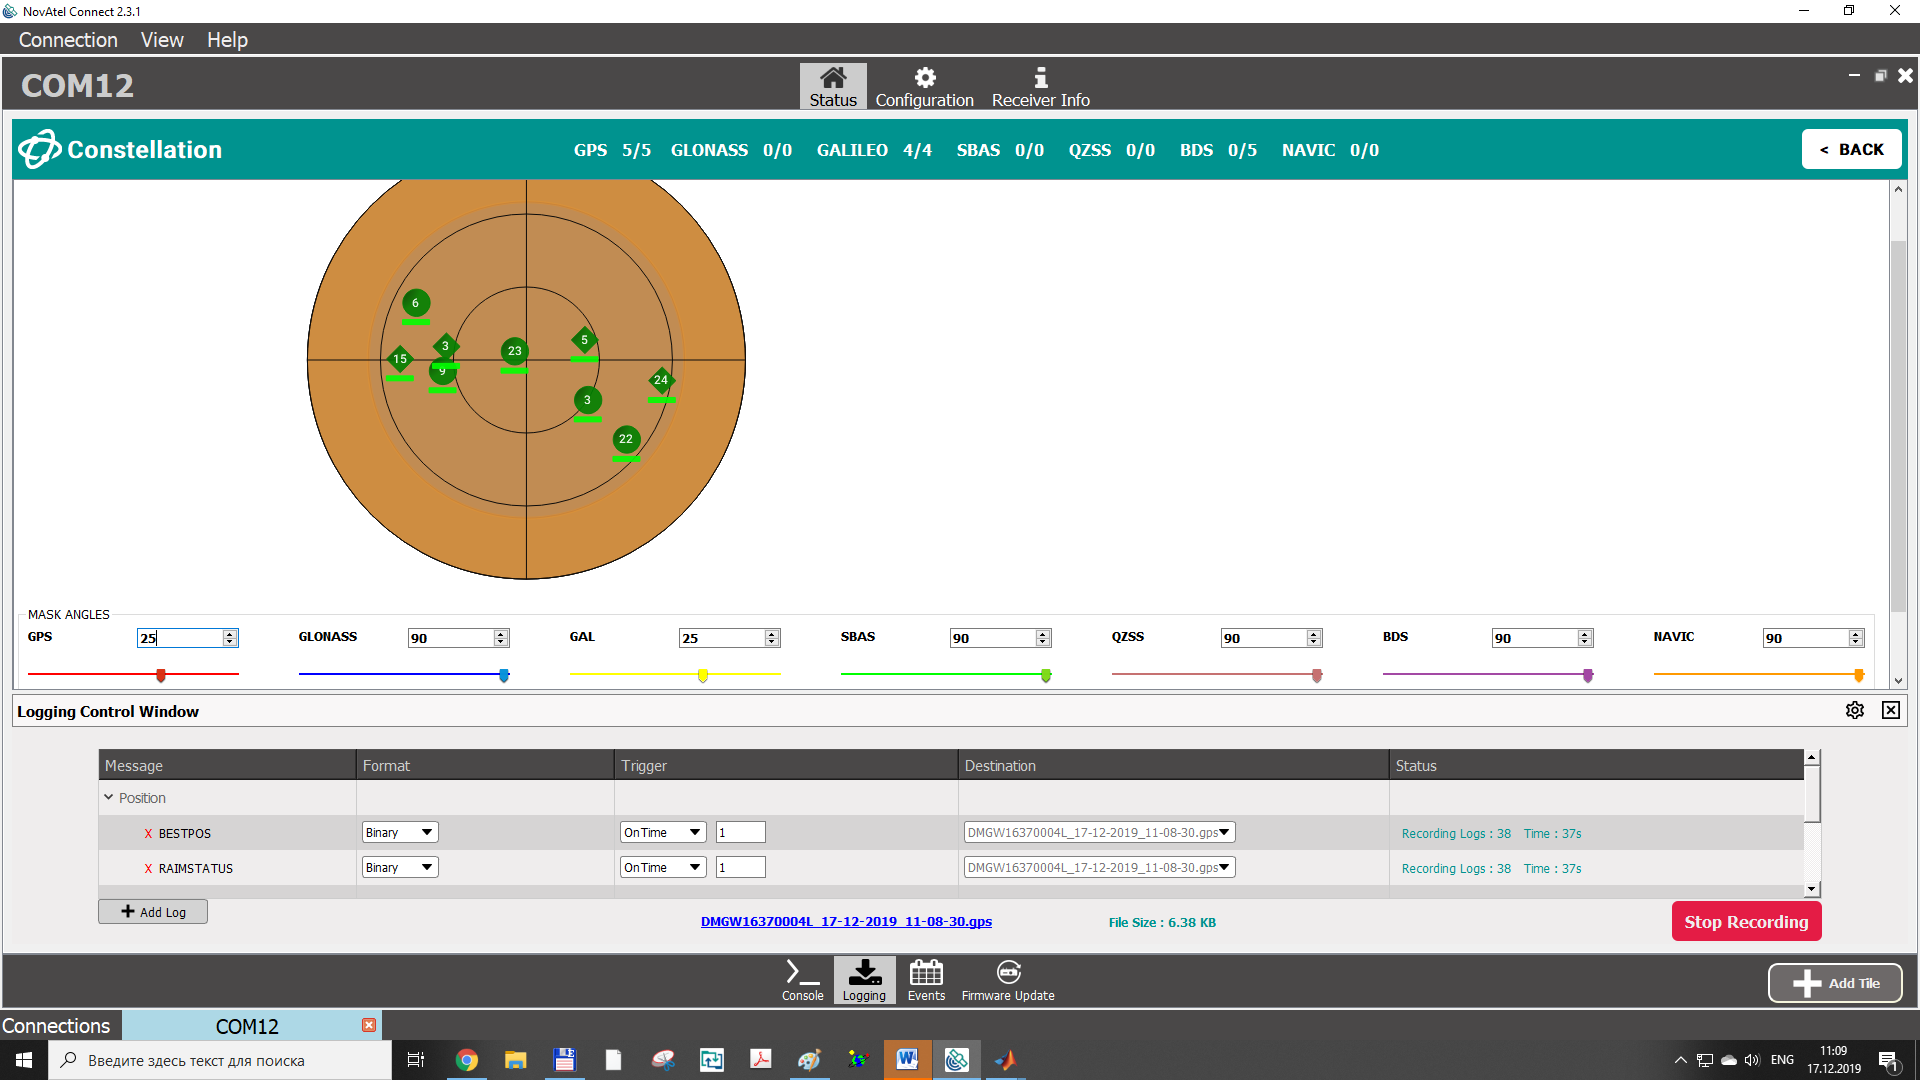 NovAtel Connect 2.3.1
Connection View Help
COM12
Status Configuration Receiver Info
Constellation GPS 5/5 GLONASS 0/0 GALILEO 4/4 SBAS 0/0 QZSS 0/0 BDS 0/5 NAVIC 0/0 < BACK
6
5
3
23
15
9
24
3
22
MASK ANGLES
GPS 25 GLONASS 90 GAL 25 SBAS 90 QZSS 90 BDS 90 NAVIC 90
Logging Control Window
Message Format Trigger Destination Status
Position
X BESTPOS Binary OnTime 1 DMGW16370004L_17-12-2019_11-08-30.gps Recording Logs : 38 Time : 37s
X RAIMSTATUS Binary OnTime 1 DMGW16370004L_17-12-2019_11-08-30.gps Recording Logs : 38 Time : 37s
Add Log DMGW16370004L_17-12-2019_11-08-30.gps File Size : 6.38 KB Stop Recording
Console Logging Events Firmware Update Add Tile
Connections COM12
Введите здесь текст для поиска ENG 11:09
17.12.2019 1